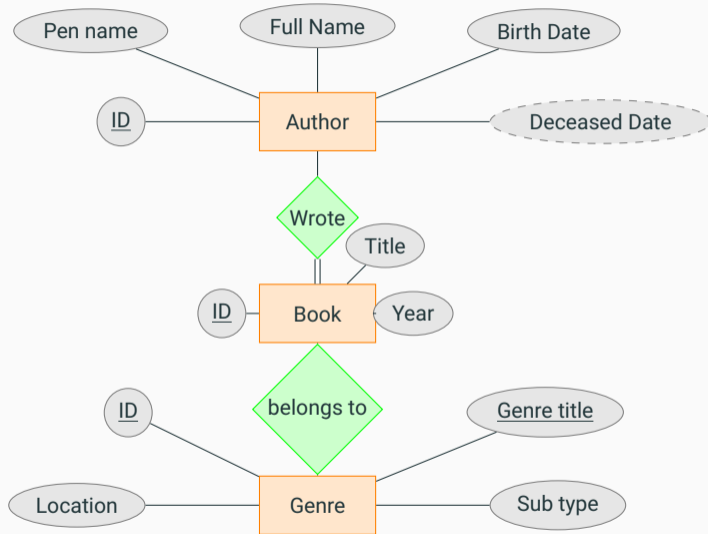 Pen name
Full Name
Birth Date
ID
Author
Deceased Date
Wrote
Title
ID
Book
Year
ID
belongs to
Genre title
Location
Genre
Sub type